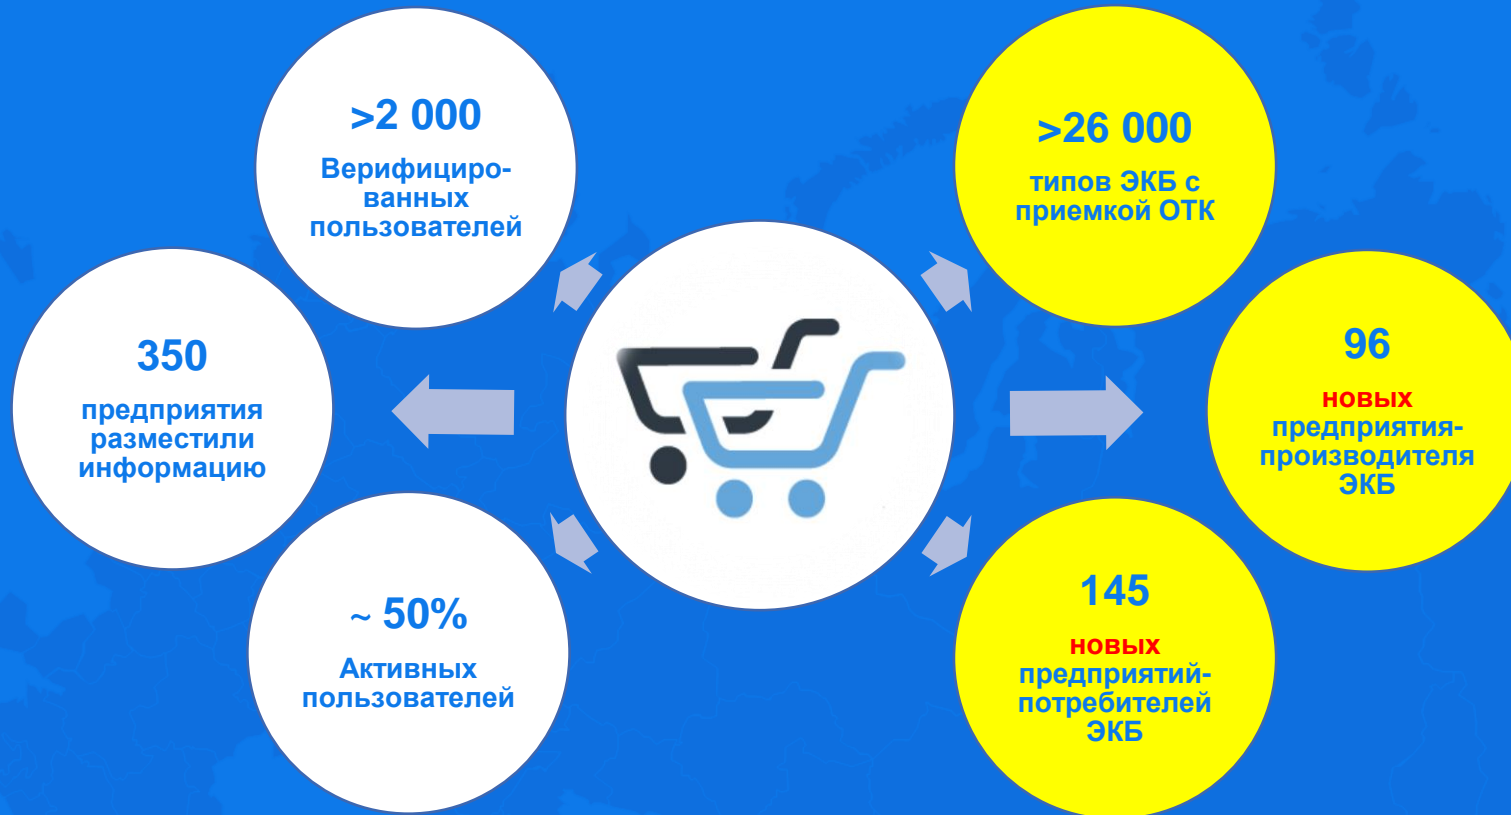 >2 000
Верифициро-
ванных
пользователей
350
предприятия
разместили
информацию
~ 50%
Активных
пользователей
>26 000
типов ЭКБ с
приемкой ОТК
96
новых
предприятия-
производителя
ЭКБ
145
новых
предприятий-
потребителей
ЭКБ